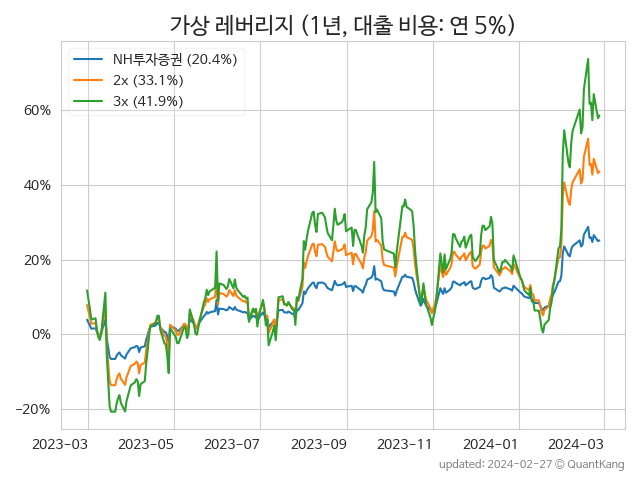 가상 레버리지 (1년, 대출 비용: 연 5%)
NH투자증권 (20.4%)
2x (33.1%)
3x (41.9%)
60%
40%
20%
0%
−20%
2023-03 2023-05 2023-07 2023-09 2023-11 2024-01 2024-03
updated: 2024-02-27 © QuantKang